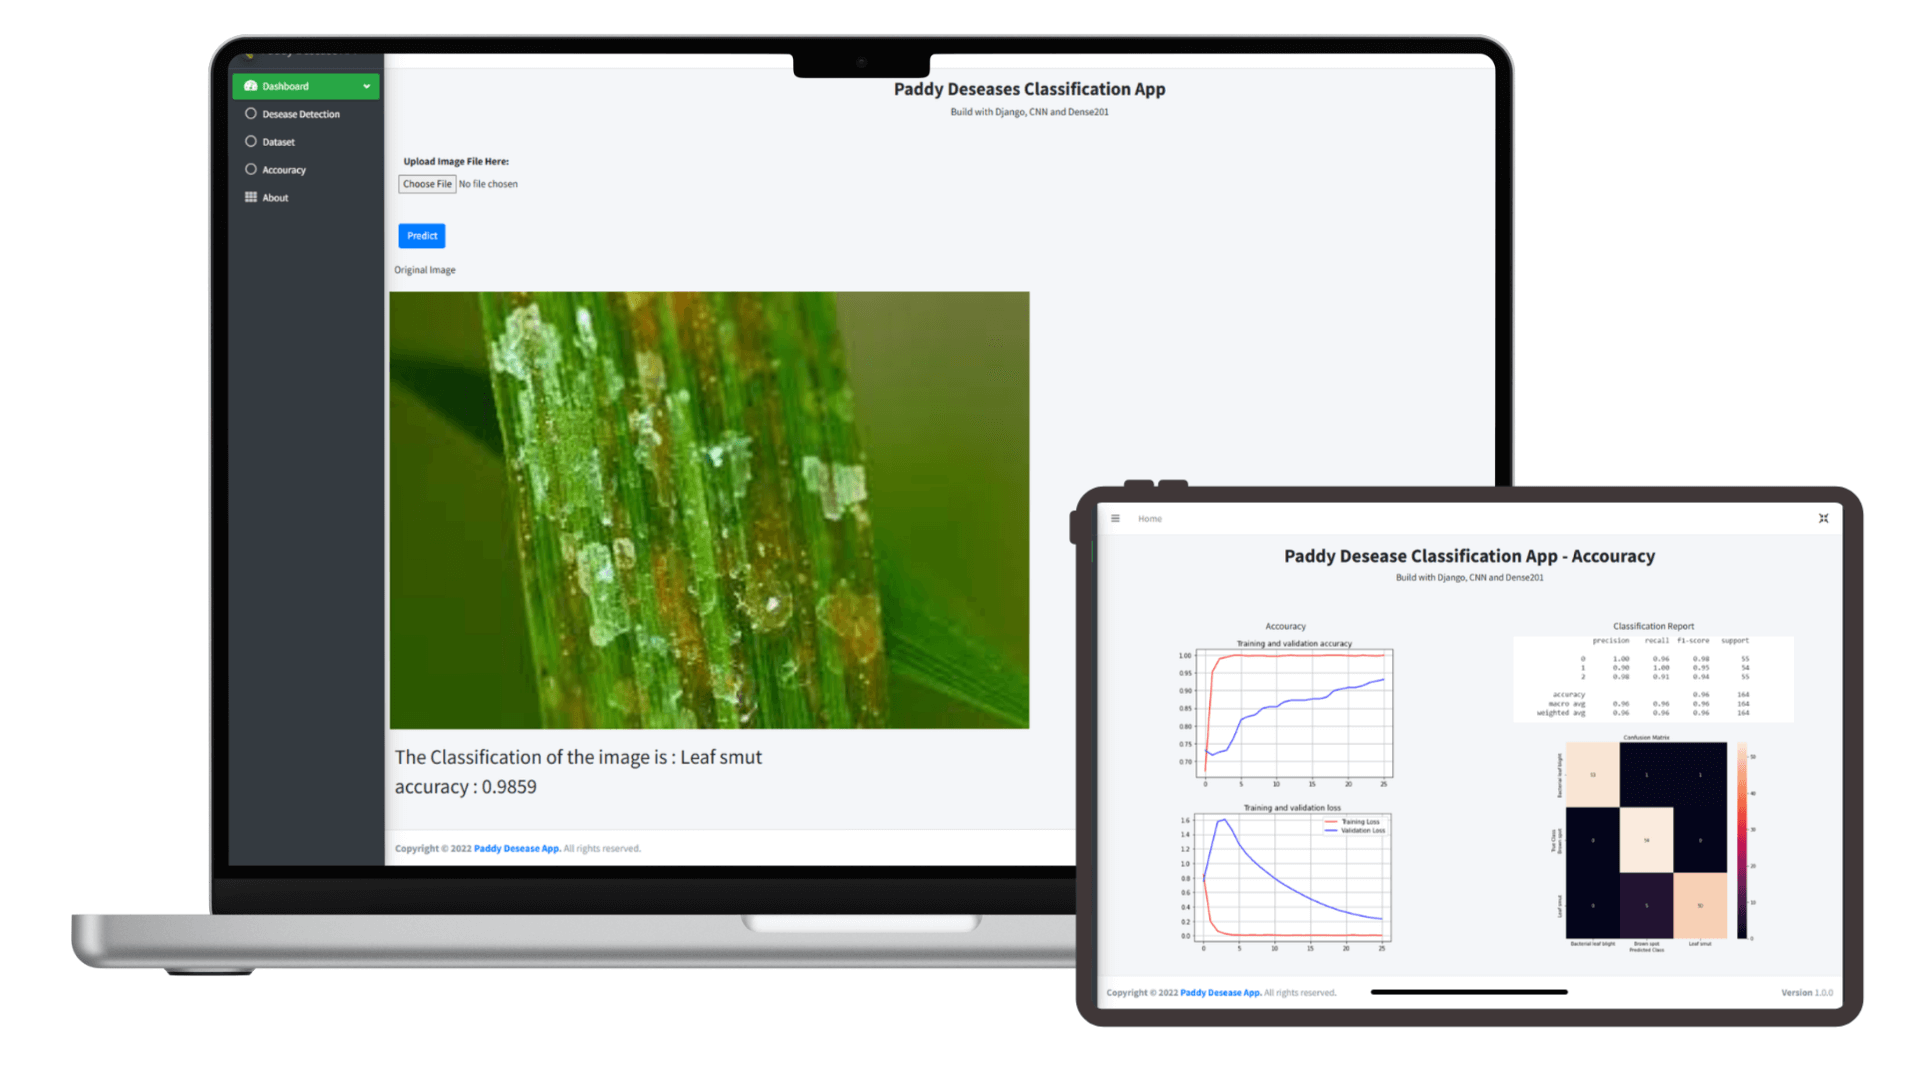 Dashboard
Desease Detection
Dataset
Accouracy
About
Paddy Deseases Classification App
Build with Django, CNN and Dense201
Upload Image File Here:
Choose File No file chosen
Predict
Original Image
The Classification of the image is : Leaf smut
accuracy : 0.9859
Copyright © 2022 Paddy Desease App. All rights reserved.
Home
Paddy Desease Classification App - Accouracy
Build with Django, CNN and Dense201
Accouracy
Training and validation accuracy
1.00
0.95
0.90
0.85
0.80
0.75
0.70
0 5 10 15 20 25
Training and validation loss
Training Loss
Validation Loss
1.6
1.4
1.2
1.0
0.8
0.6
0.4
0.2
0.0
0 5 10 15 20 25
Classification Report
precision recall f1-score support
0 1.00 0.96 0.98 55
1 0.90 1.00 0.95 54
2 0.98 0.91 0.94 55
accuracy 0.96 164
macro avg 0.96 0.96 0.96 164
weighted avg 0.96 0.96 0.96 164
Confusion Matrix
Bacterial leaf blight
53 1 1
True Class
Brown spot
0 54 0
Leaf smut
0 5 50
50
40
30
20
10
0
Bacterial leaf blight Brown spot Leaf smut
Predicted Class
Copyright © 2022 Paddy Desease App. All rights reserved.
Version 1.0.0